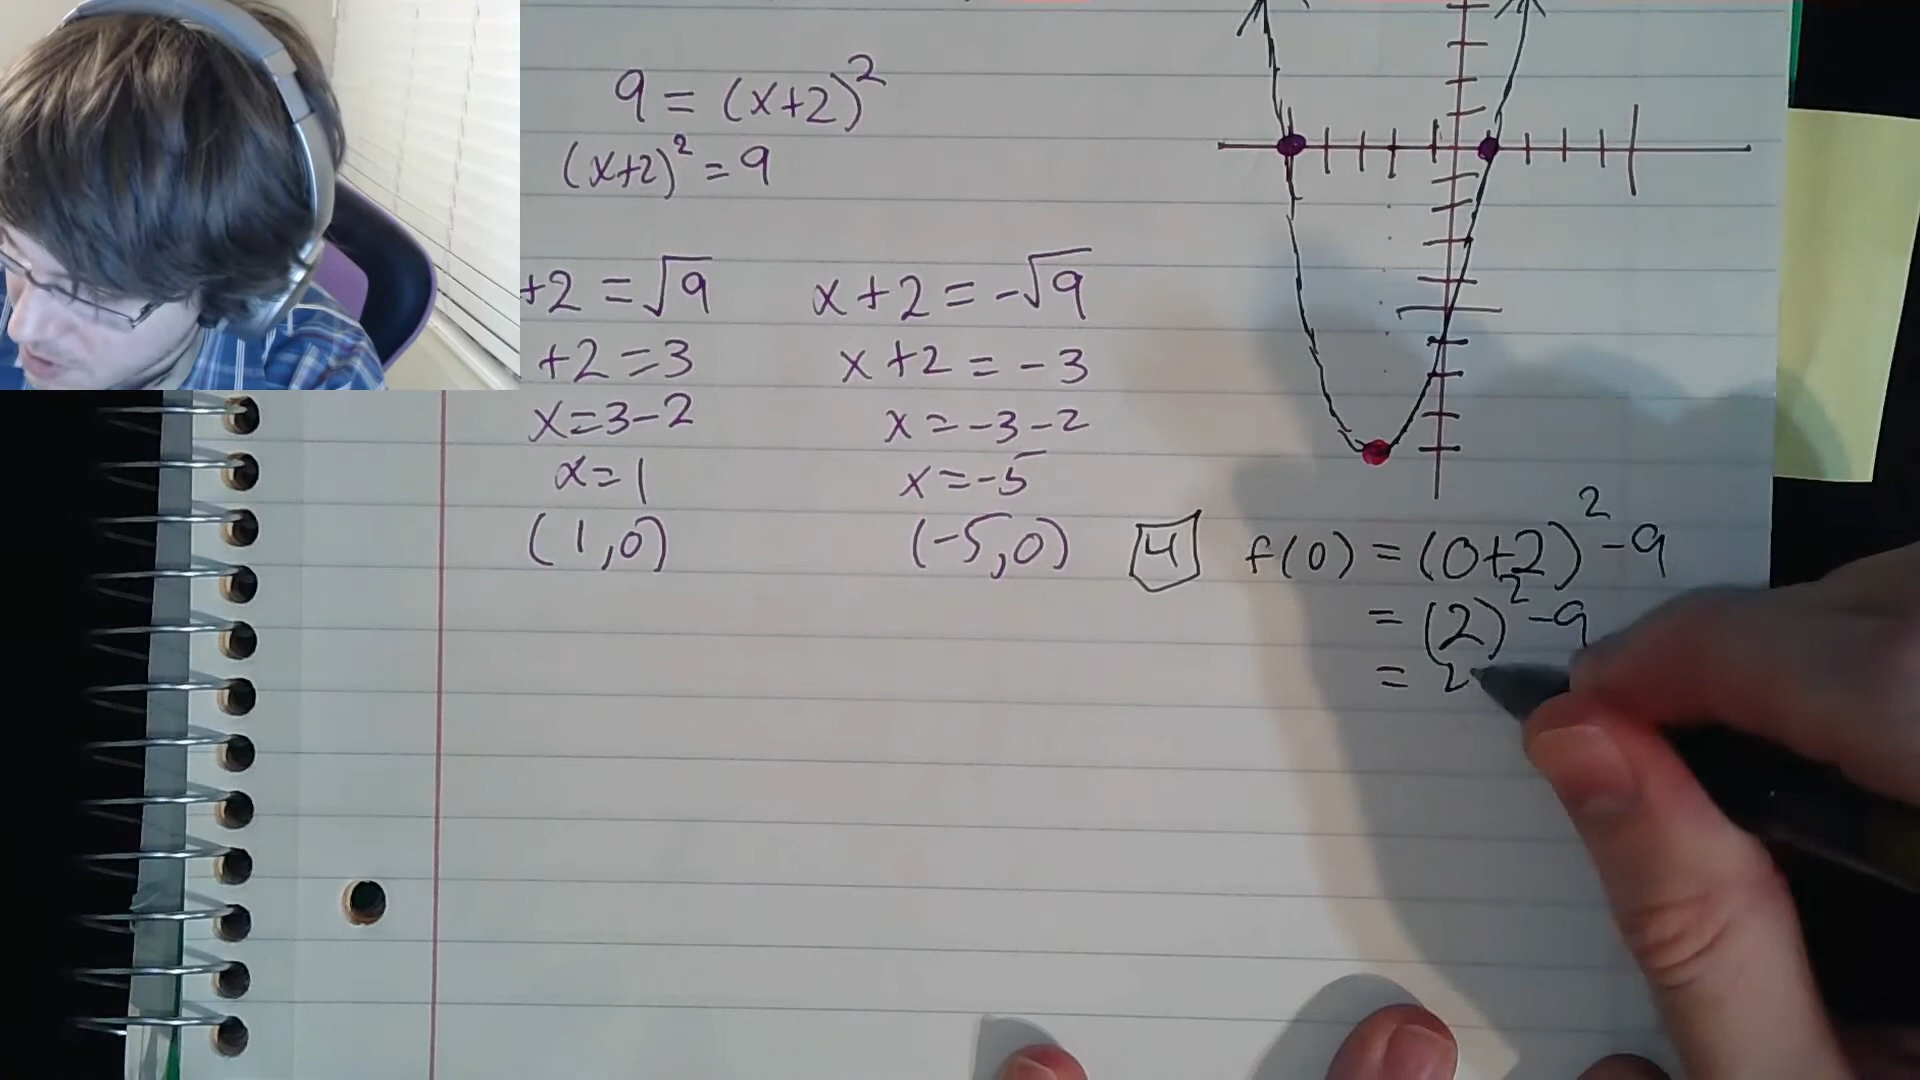 9 = (x+2)²
(x+2)² = 9
+2 = √9
+2 = 3
x = 3-2
x = 1
(1,0)
x+2 = -√9
x+2 = -3
x = -3-2
x = -5
(-5,0)
4 f(0) = (0+2)² -9
= (2)² -9
= 2